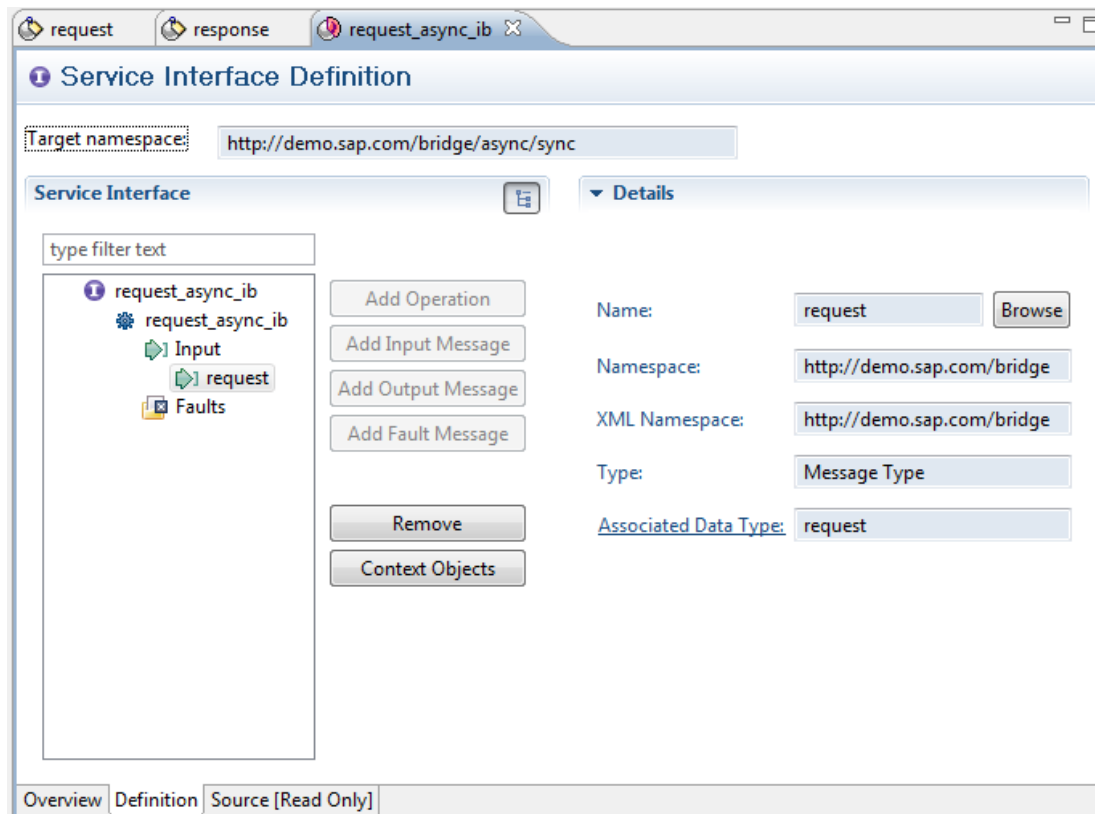 request
response
request_async_ib
Service Interface Definition
Target namespace:
http://demo.sap.com/bridge/async/sync
Service Interface
Details
type filter text
request_async_ib
request_async_ib
Input
request
Faults
Add Operation
Add Input Message
Add Output Message
Add Fault Message
Remove
Context Objects
Name:
request
Browse
Namespace:
http://demo.sap.com/bridge
XML Namespace:
http://demo.sap.com/bridge
Type:
Message Type
Associated Data Type:
request
Overview
Definition
Source [Read Only]